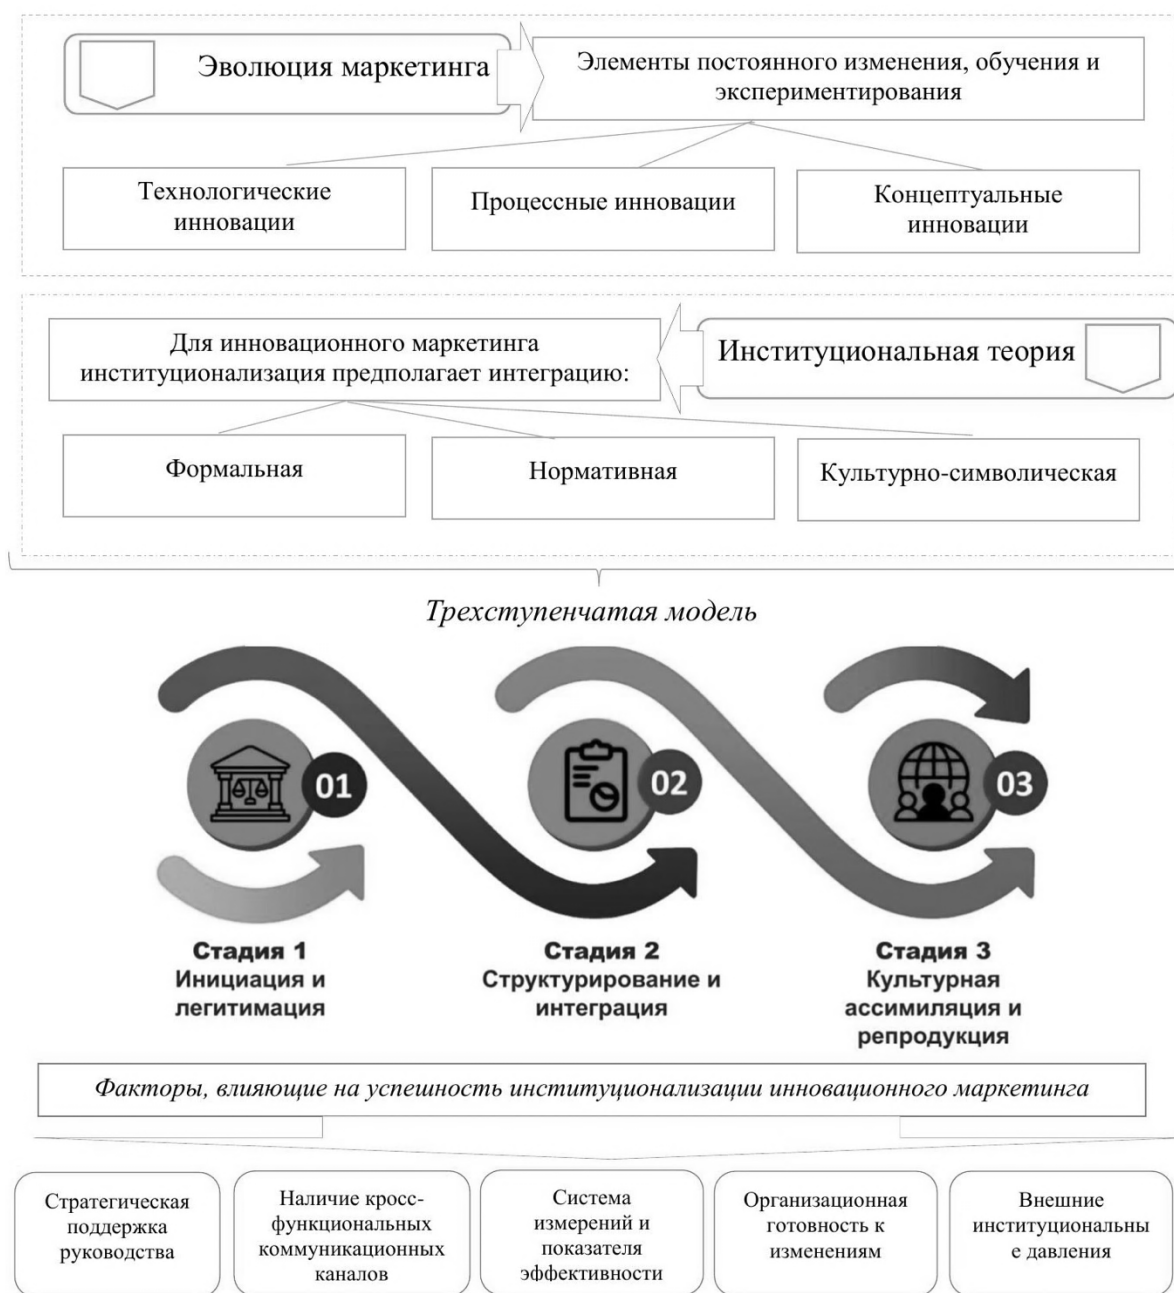 Эволюция маркетинга
Элементы постоянного изменения, обучения и
экспериментирования
Технологические
инновации
Процессные инновации
Концептуальные
инновации
Для инновационного маркетинга
институционализация предполагает интеграцию:
Институциональная теория
Формальная
Нормативная
Культурно-символическая
Трехступенчатая модель
01
02
03
Стадия 1
Инициация и
легитимация
Стадия 2
Структурирование и
интеграция
Стадия 3
Культурная
ассимиляция и
репродукция
Факторы, влияющие на успешность институционализации инновационного маркетинга
Стратегическая
поддержка
руководства
Наличие кросс-
функциональных
коммуникационных
каналов
Система
измерений и
показателя
эффективности
Организационная
готовность к
изменениям
Внешние
институциональны
е давления